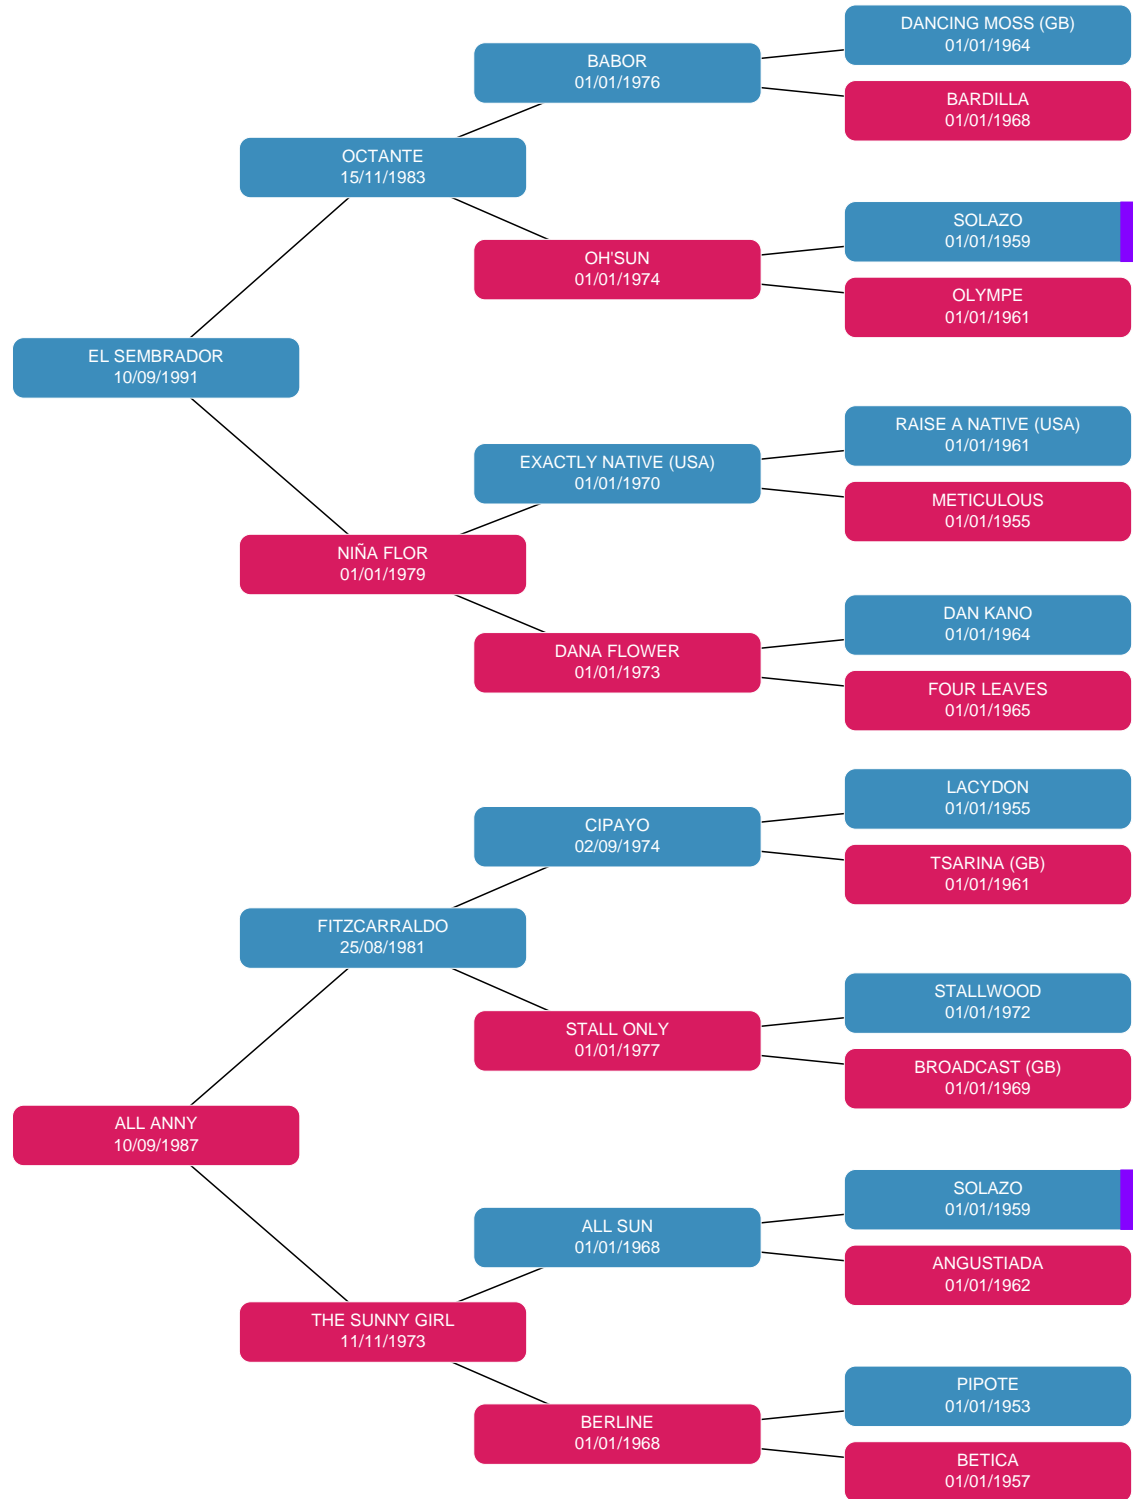 DANCING MOSS (GB)
01/01/1964
BABOR
01/01/1976
BARDILLA
01/01/1968
OCTANTE
15/11/1983
SOLAZO
01/01/1959
OH'SUN
01/01/1974
OLYMPE
01/01/1961
EL SEMBRADOR
10/09/1991
RAISE A NATIVE (USA)
01/01/1961
EXACTLY NATIVE (USA)
01/01/1970
METICULOUS
01/01/1955
NIÑA FLOR
01/01/1979
DAN KANO
01/01/1964
DANA FLOWER
01/01/1973
FOUR LEAVES
01/01/1965
LACYDON
01/01/1955
CIPAYO
02/09/1974
TSARINA (GB)
01/01/1961
FITZCARRALDO
25/08/1981
STALLWOOD
01/01/1972
STALL ONLY
01/01/1977
BROADCAST (GB)
01/01/1969
ALL ANNY
10/09/1987
SOLAZO
01/01/1959
ALL SUN
01/01/1968
ANGUSTIADA
01/01/1962
THE SUNNY GIRL
11/11/1973
PIPOTE
01/01/1953
BERLINE
01/01/1968
BETICA
01/01/1957